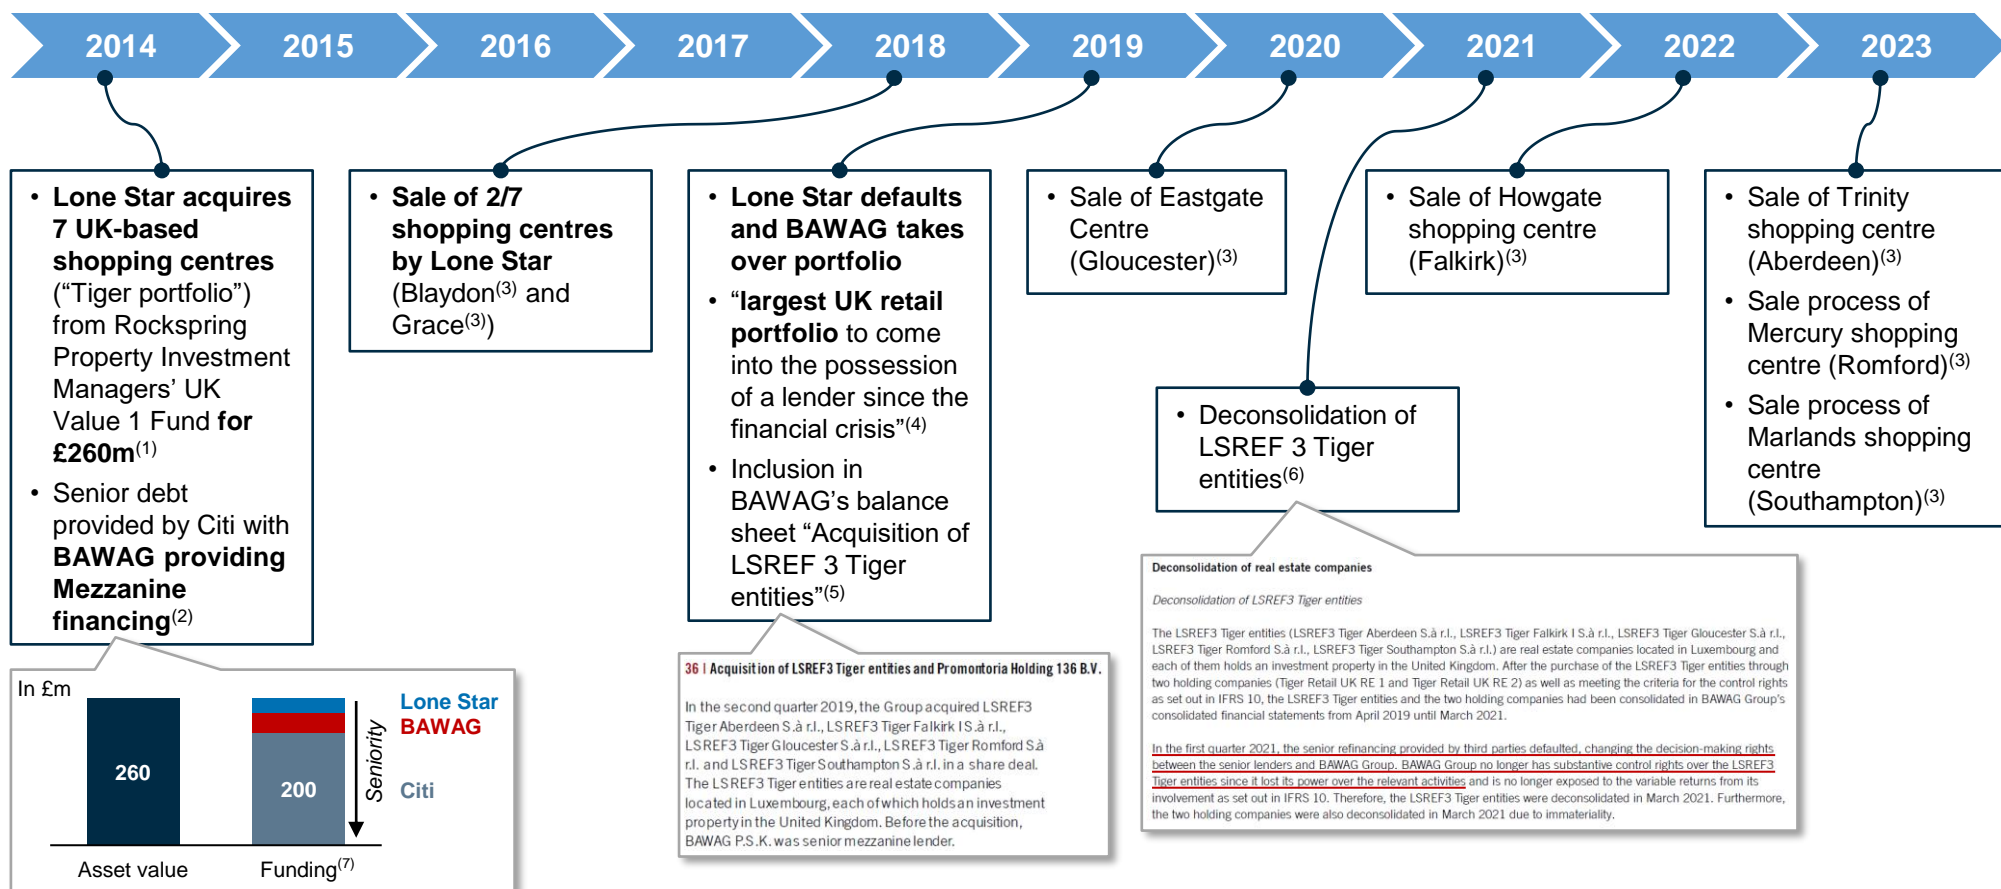 2014 2015 2016 2017 2018 2019 2020 2021 2022 2023
• Lone Star acquires
7 UK-based
shopping centres
(“Tiger portfolio”)
from Rockspring
Property Investment
Managers’ UK
Value 1 Fund for
£260m(1)
• Senior debt
provided by Citi with
BAWAG providing
Mezzanine
financing(2)
In £m
260
Asset value
200
Funding(7)
Seniority
Lone Star
BAWAG
Citi
• Sale of 2/7
shopping centres
by Lone Star
(Blaydon(3) and
Grace(3))
• Lone Star defaults
and BAWAG takes
over portfolio
• “largest UK retail
portfolio to come
into the possession
of a lender since the
financial crisis”(4)
• Inclusion in
BAWAG’s balance
sheet “Acquisition of
LSREF 3 Tiger
entities”(5)
36 | Acquisition of LSREF3 Tiger entities and Promontoria Holding 136 B.V.
In the second quarter 2019, the Group acquired LSREF3
Tiger Aberdeen S.à r.l., LSREF3 Tiger Falkirk I S.à r.l.,
LSREF3 Tiger Gloucester S.à r.l., LSREF3 Tiger Romford S.à
r.l. and LSREF3 Tiger Southampton S.à r.l. in a share deal.
The LSREF3 Tiger entities are real estate companies
located in Luxembourg, each of which holds an investment
property in the United Kingdom. Before the acquisition,
BAWAG P.S.K. was senior mezzanine lender.
• Sale of Eastgate
Centre
(Gloucester)(3)
• Deconsolidation of
LSREF 3 Tiger
entities(6)
Deconsolidation of real estate companies
Deconsolidation of LSREF3 Tiger entities
The LSREF3 Tiger entities (LSREF3 Tiger Aberdeen S.à r.l., LSREF3 Tiger Falkirk I S.à r.l., LSREF3 Tiger Gloucester S.à r.l.,
LSREF3 Tiger Romford S.à r.l., LSREF3 Tiger Southampton S.à r.l.) are real estate companies located in Luxembourg and
each of them holds an investment property in the United Kingdom. After the purchase of the LSREF3 Tiger entities through
two holding companies (Tiger Retail UK RE 1 and Tiger Retail UK RE 2) as well as meeting the criteria for the control rights
as set out in IFRS 10, the LSREF3 Tiger entities and the two holding companies had been consolidated in BAWAG Group's
consolidated financial statements from April 2019 until March 2021.
In the first quarter 2021, the senior refinancing provided by third parties defaulted, changing the decision-making rights
between the senior lenders and BAWAG Group. BAWAG Group no longer has substantive control rights over the LSREF3
Tiger entities since it lost its power over the relevant activities and is no longer exposed to the variable returns from its
involvement as set out in IFRS 10. Therefore, the LSREF3 Tiger entities were deconsolidated in March 2021. Furthermore,
the two holding companies were also deconsolidated in March 2021 due to immateriality.
• Sale of Howgate
shopping centre
(Falkirk)(3)
• Sale of Trinity
shopping centre
(Aberdeen)(3)
• Sale process of
Mercury shopping
centre (Romford)(3)
• Sale process of
Marlands shopping
centre
(Southampton)(3)